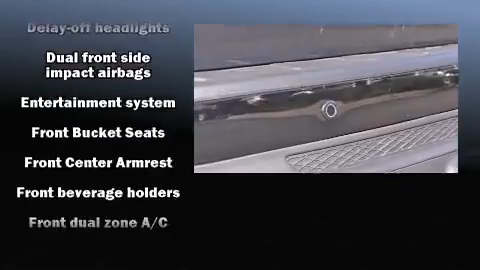 Delay-off headlights
Dual front side
impact airbags
Entertainment system
Front Bucket Seats
Front Center Armrest
Front beverage holders
Front dual zone A/C